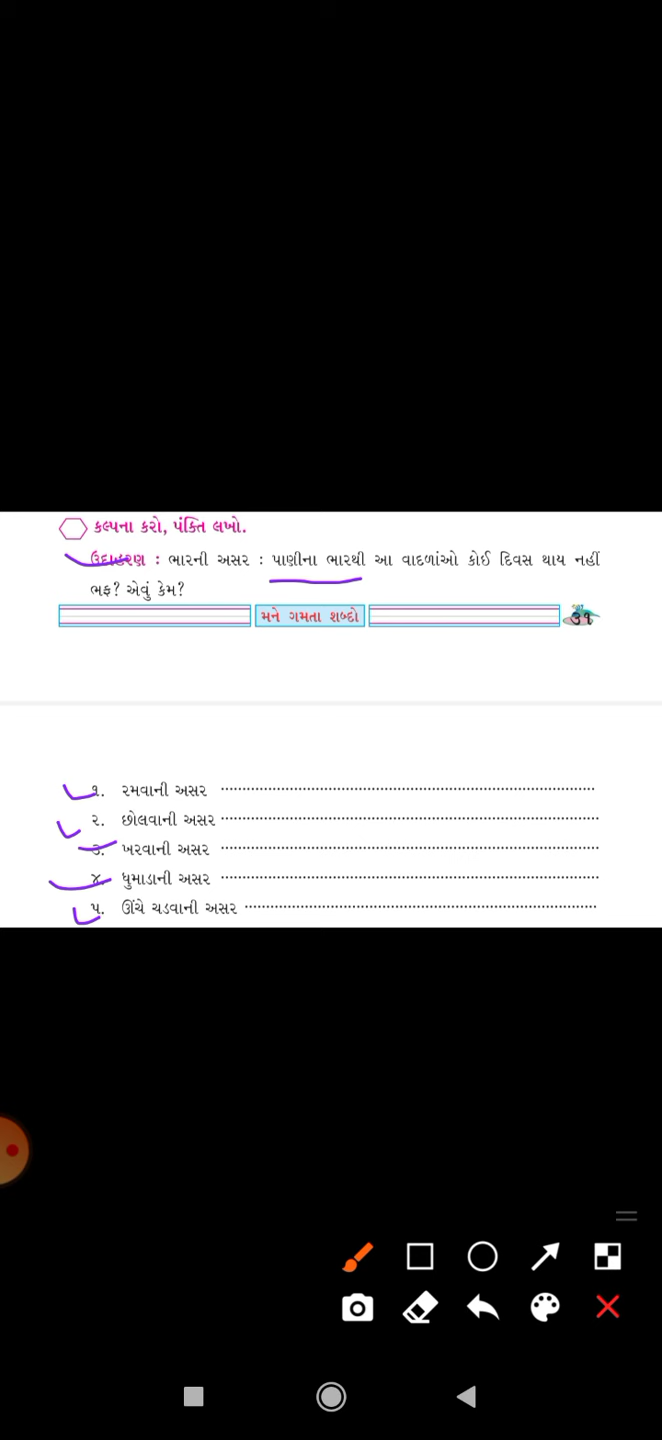 કલ્પના કરો, પંક્તિ લખો.
ઉદાહરણ : ભારની અસર : પાણીના ભારથી આ વાદળાંઓ કોઈ દિવસ થાય નહીં
ભફ? એવું કેમ?
મને ગમતા શબ્દો ૩૧
૧. રમવાની અસર
૨. છોલવાની અસર
૩. ખરવાની અસર
૪. ધુમાડાની અસર
૫. ઊંચે ચડવાની અસર